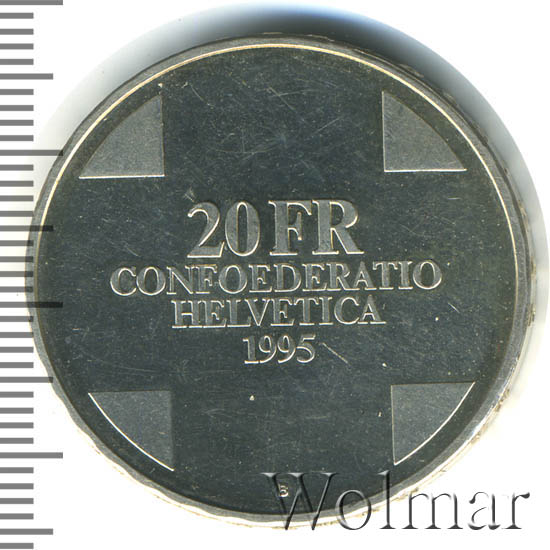 20 FR
CONFOEDERATIO
HELVETICA
1995
B
Wolmar